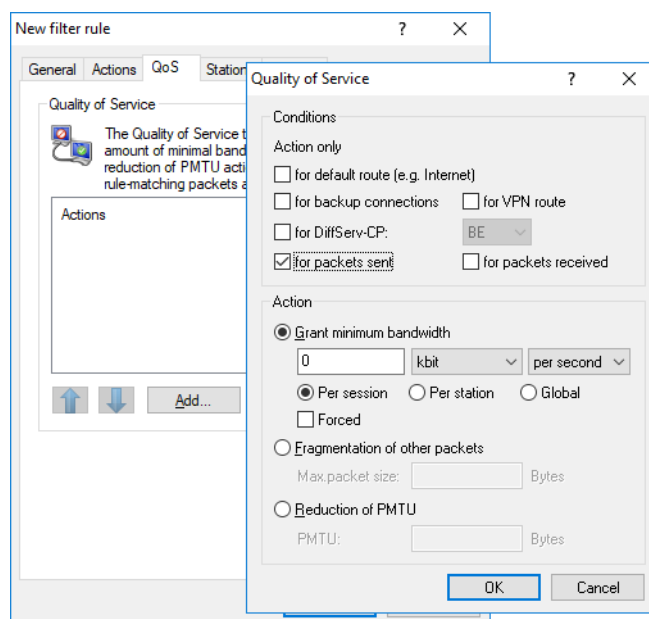 New filter rule
?
General Actions QoS Station
Quality of Service
The Quality of Service
amount of minimal band
reduction of PMTU acti
rule-matching packets
Actions
Add...
Quality of Service
?
Conditions
Action only
for default route (e.g. Internet)
for backup connections
for VPN route
for DiffServ-CP:
BE
for packets sent
for packets received
Action
Grant minimum bandwidth
0
kbit
per second
Per session
Per station
Global
Forced
Fragmentation of other packets
Max.packet size:
Bytes
Reduction of PMTU
PMTU:
Bytes
OK
Cancel